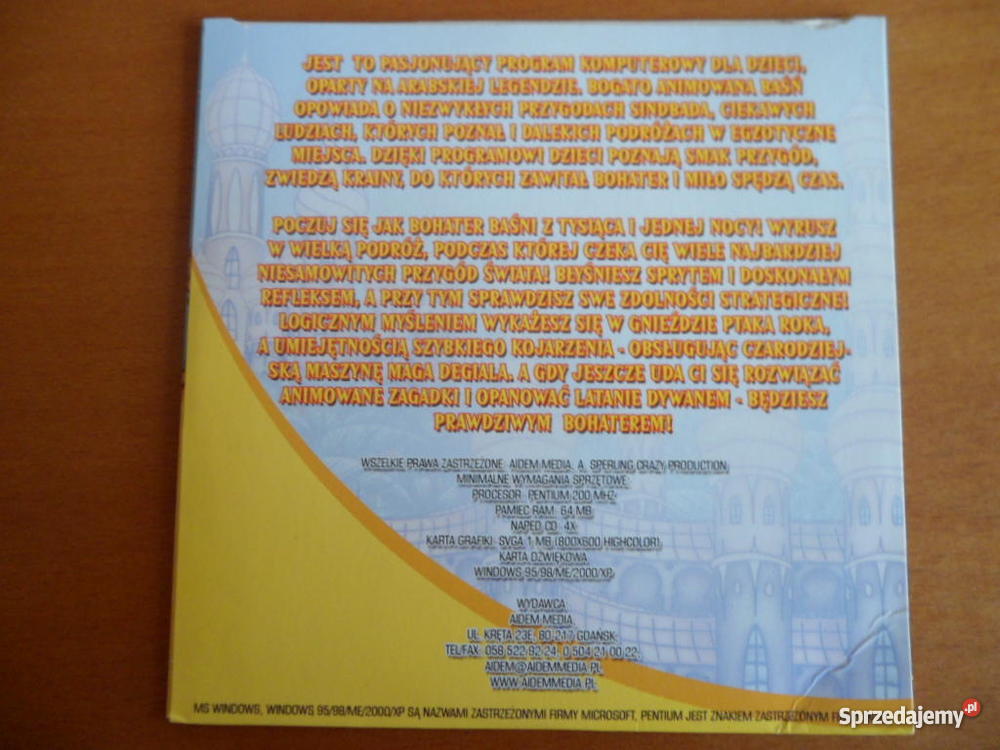 JEST TO PASJONUJĄCY PROGRAM KOMPUTEROWY DLA DZIECI,
OPARTY NA ARABSKIEJ LEGENDZIE. BOGATO ANIMOWANA BAŚŃ
OPOWIADA O NIEZWYKŁYCH PRZYGODACH SINDBADA, CIEKAWYCH
LUDZIACH, KTÓRYCH POZNAŁ I DALEKICH PODRÓŻACH W EGZOTYCZNE
MIEJSCA. DZIĘKI PROGRAMOWI DZIECI POZNAJĄ SMAK PRZYGÓD,
ZWIEDZĄ KRAINY, DO KTÓRYCH ZAWITAŁ BOHATER I MIŁO SPĘDZĄ CZAS.
POCZUJ SIĘ JAK BOHATER BAŚNI Z TYSIĄCA I JEDNEJ NOCY! WYRUSZ
W WIELKĄ PODRÓŻ, PODCZAS KTÓREJ CZEKA CIĘ WIELE NAJBARDZIEJ
NIESAMOWITYCH PRZYGÓD ŚWIATA! BŁYŚNIESZ SPRYTEM I DOSKONAŁYM
REFLEKSEM, A PRZY TYM SPRAWDZISZ SWE ZDOLNOŚCI STRATEGICZNE!
LOGICZNYM MYŚLENIEM WYKAŻESZ SIĘ W GNIEŹDZIE PTAKA ROKA,
A UMIEJĘTNOŚCIĄ SZYBKIEGO KOJARZENIA - OBSŁUGUJĄC CZARODZIEJ-
SKĄ MASZYNĘ MAGA DEGIALA. A GDY JESZCZE UDA CI SIĘ ROZWIĄZAĆ
ANIMOWANE ZAGADKI I OPANOWAĆ LATANIE DYWANEM - BĘDZIESZ
PRAWDZIWYM BOHATEREM!
WSZELKIE PRAWA ZASTRZEŻONE AIDEM MEDIA. A. SPERLING CRAZY PRODUCTION.
MINIMALNE WYMAGANIA SPRZĘTOWE:
PROCESOR PENTIUM 200 MHZ
PAMIEC RAM 64 MB
NAPED CD 4X
KARTA GRAFIKI SVGA 1 MB (800X600 HIGHCOLOR)
KARTA DŹWIĘKOWA
WINDOWS 95/98/ME/2000/XP
WYDAWCA
AIDEM MEDIA
UL. KRĘTA 23E, 80-217 GDAŃSK
TEL/FAX: 058 522 92 24, 0 504 21 00 22
AIDEM@AIDEMMEDIA.PL
WWW.AIDEMMEDIA.PL
MS WINDOWS, WINDOWS 95/98/ME/2000/XP SĄ NAZWAMI ZASTRZEŻONYMI FIRMY MICROSOFT, PENTIUM JEST ZNAKIEM ZASTRZEŻONYM
Sprzedajemy.pl